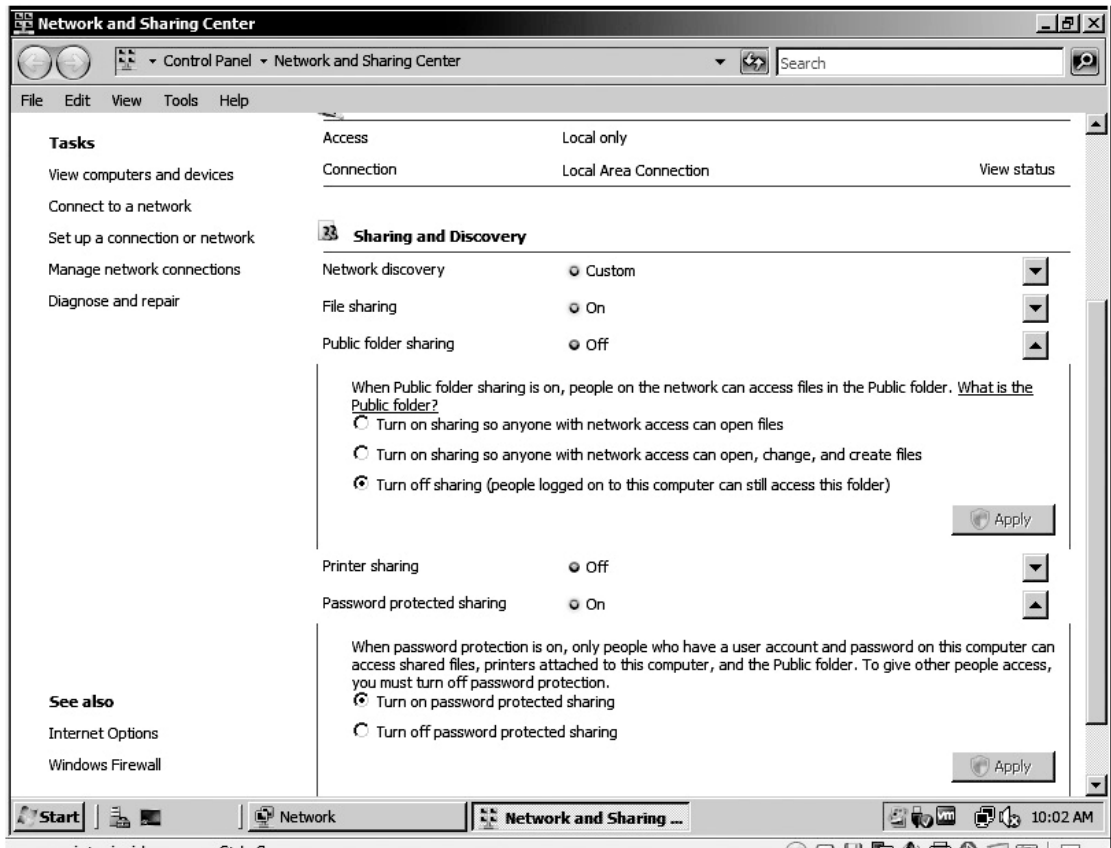 Network and Sharing Center
Control Panel Network and Sharing Center
Search
File Edit View Tools Help
Tasks
View computers and devices
Connect to a network
Set up a connection or network
Manage network connections
Diagnose and repair
See also
Internet Options
Windows Firewall
Access Local only
Connection Local Area Connection View status
Sharing and Discovery
Network discovery Custom
File sharing On
Public folder sharing Off
When Public folder sharing is on, people on the network can access files in the Public folder. What is the
Public folder?
Turn on sharing so anyone with network access can open files
Turn on sharing so anyone with network access can open, change, and create files
Turn off sharing (people logged on to this computer can still access this folder)
Apply
Printer sharing Off
Password protected sharing On
When password protection is on, only people who have a user account and password on this computer can
access shared files, printers attached to this computer, and the Public folder. To give other people access,
you must turn off password protection.
Turn on password protected sharing
Turn off password protected sharing
Apply
Start Network Network and Sharing ... 10:02 AM